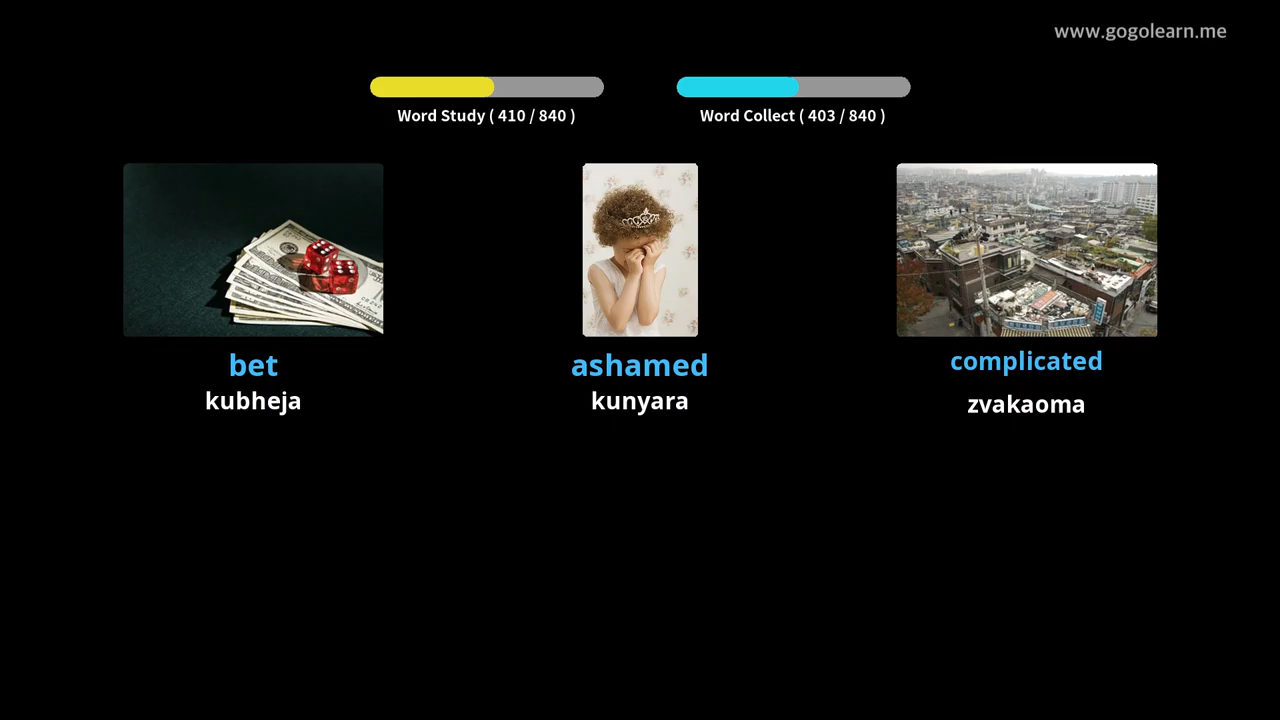 www.gogolearn.me
Word Study ( 410 / 840 )
Word Collect ( 403 / 840 )
bet
kubheja
ashamed
kunyara
complicated
zvakaoma